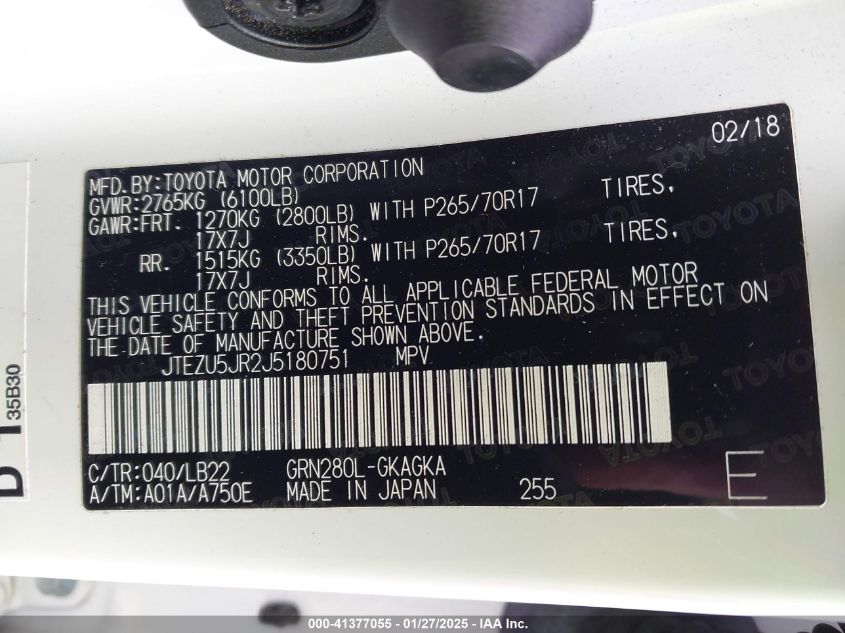 02/18
MFD.BY:TOYOTA MOTOR CORPORATION
GVWR:2765KG (6100LB)
GAWR:FRT. 1270KG (2800LB) WITH P265/70R17 TIRES,
17X7J RIMS.
RR. 1515KG (3350LB) WITH P265/70R17 TIRES,
17X7J RIMS.
THIS VEHICLE CONFORMS TO ALL APPLICABLE FEDERAL MOTOR
VEHICLE SAFETY AND THEFT PREVENTION STANDARDS IN EFFECT ON
THE DATE OF MANUFACTURE SHOWN ABOVE.
JTEZU5JR2J5180751 MPV
C/TR:040/LB22 GRN280L-GKAGKA
A/TM:A01A/A750E MADE IN JAPAN 255 E
35B30
000-41377055 - 01/27/2025 - IAA Inc.